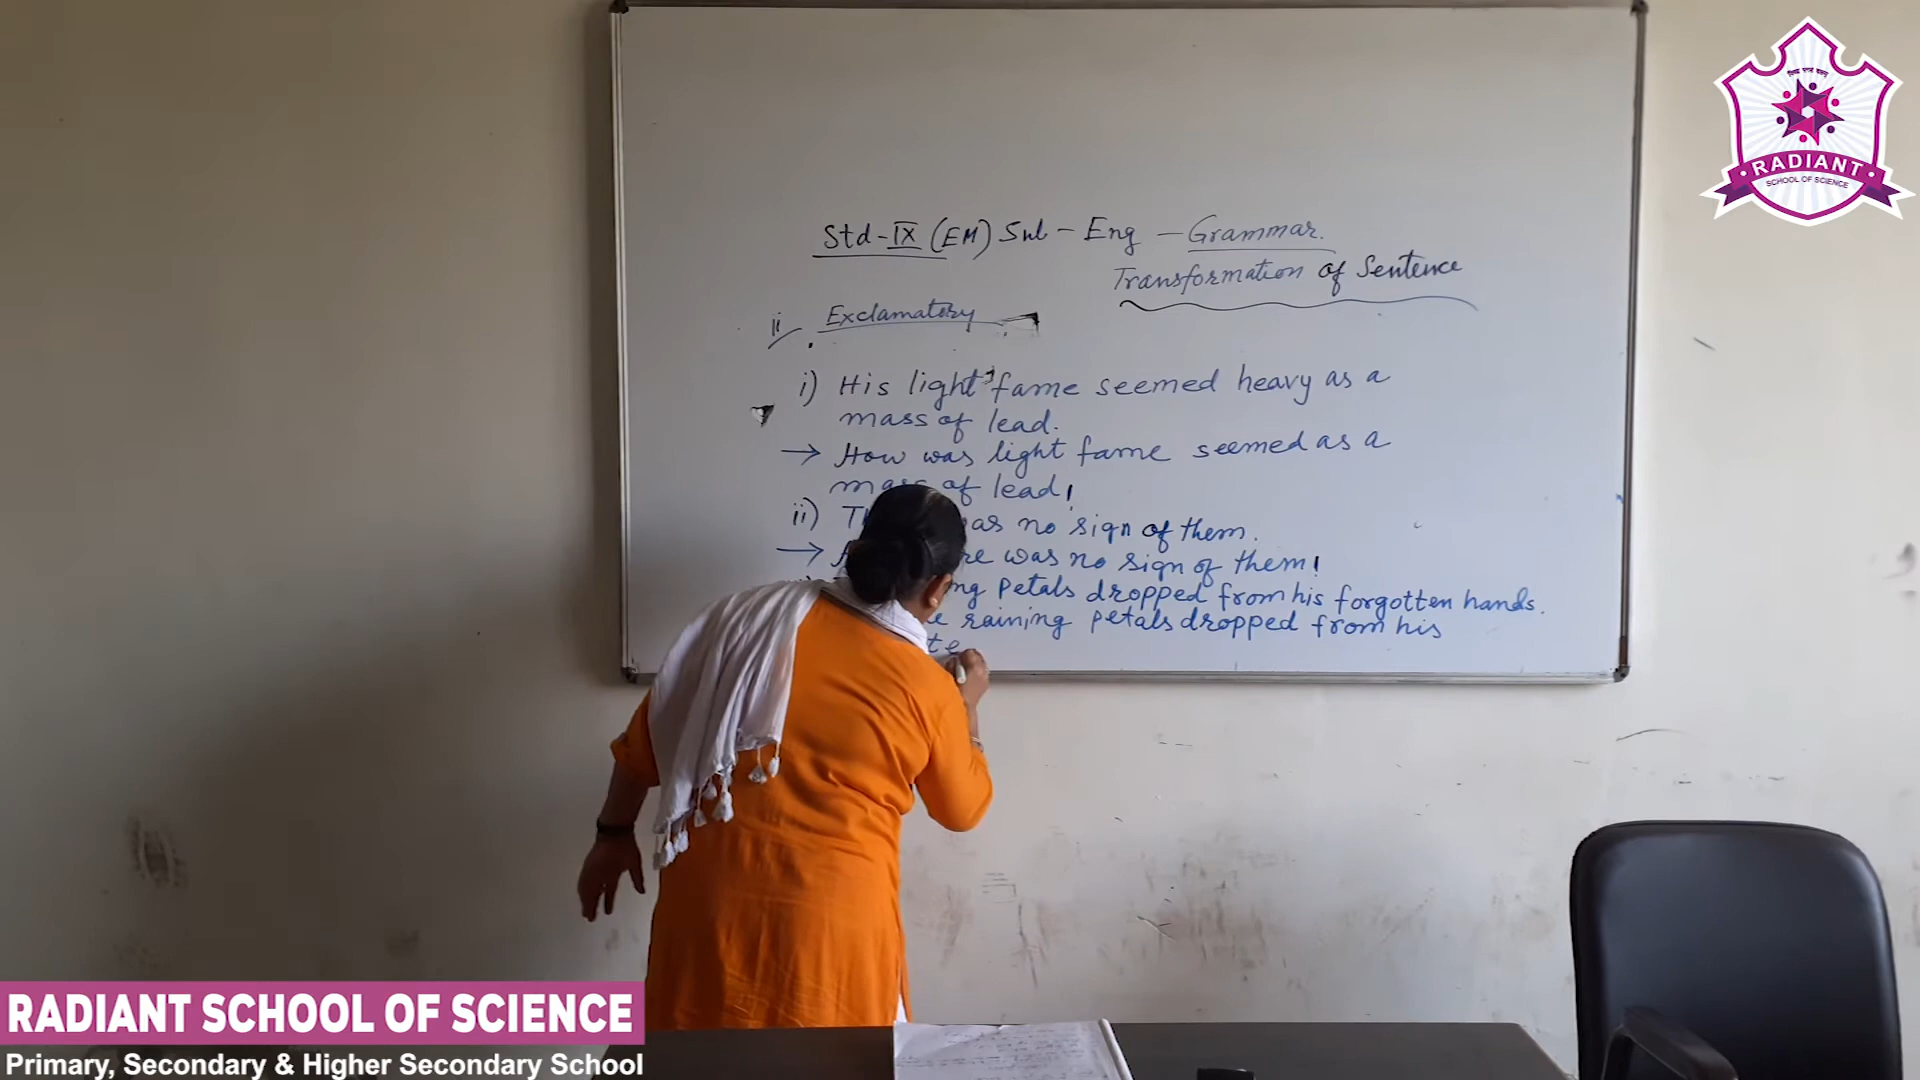 Std-IX (EM) Sub - Eng - Grammar.
Transformation of Sentence
ii Exclamatory
i) His light fame seemed heavy as a
mass of lead.
→ How was light fame seemed as a
mass of lead!
ii) was no sign of them.
→ was no sign of them!
Petals dropped from his forgotten hands.
raining petals dropped from his
RADIANT
SCHOOL OF SCIENCE
RADIANT SCHOOL OF SCIENCE
Primary, Secondary & Higher Secondary School